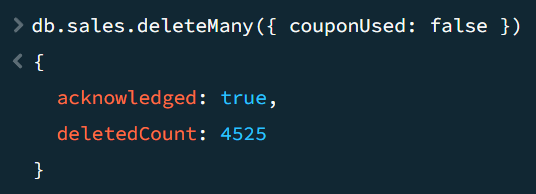 > db.sales.deleteMany({ couponUsed: false })
< {
acknowledged: true,
deletedCount: 4525
}